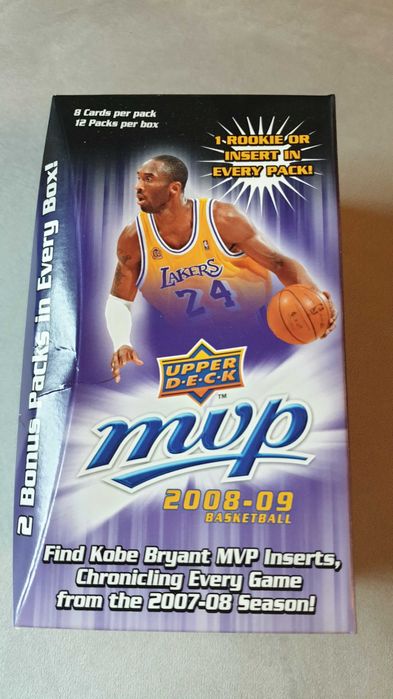 8 Cards per pack
12 Packs per box
1-ROOKIE OR
INSERT IN
EVERY PACK!
2 Bonus Packs in Every Box!
LAKERS
24
UPPER
D·E·C·K
TM
mvp
2008-09
BASKETBALL
Find Kobe Bryant MVP Inserts,
Chronicling Every Game
from the 2007-08 Season!